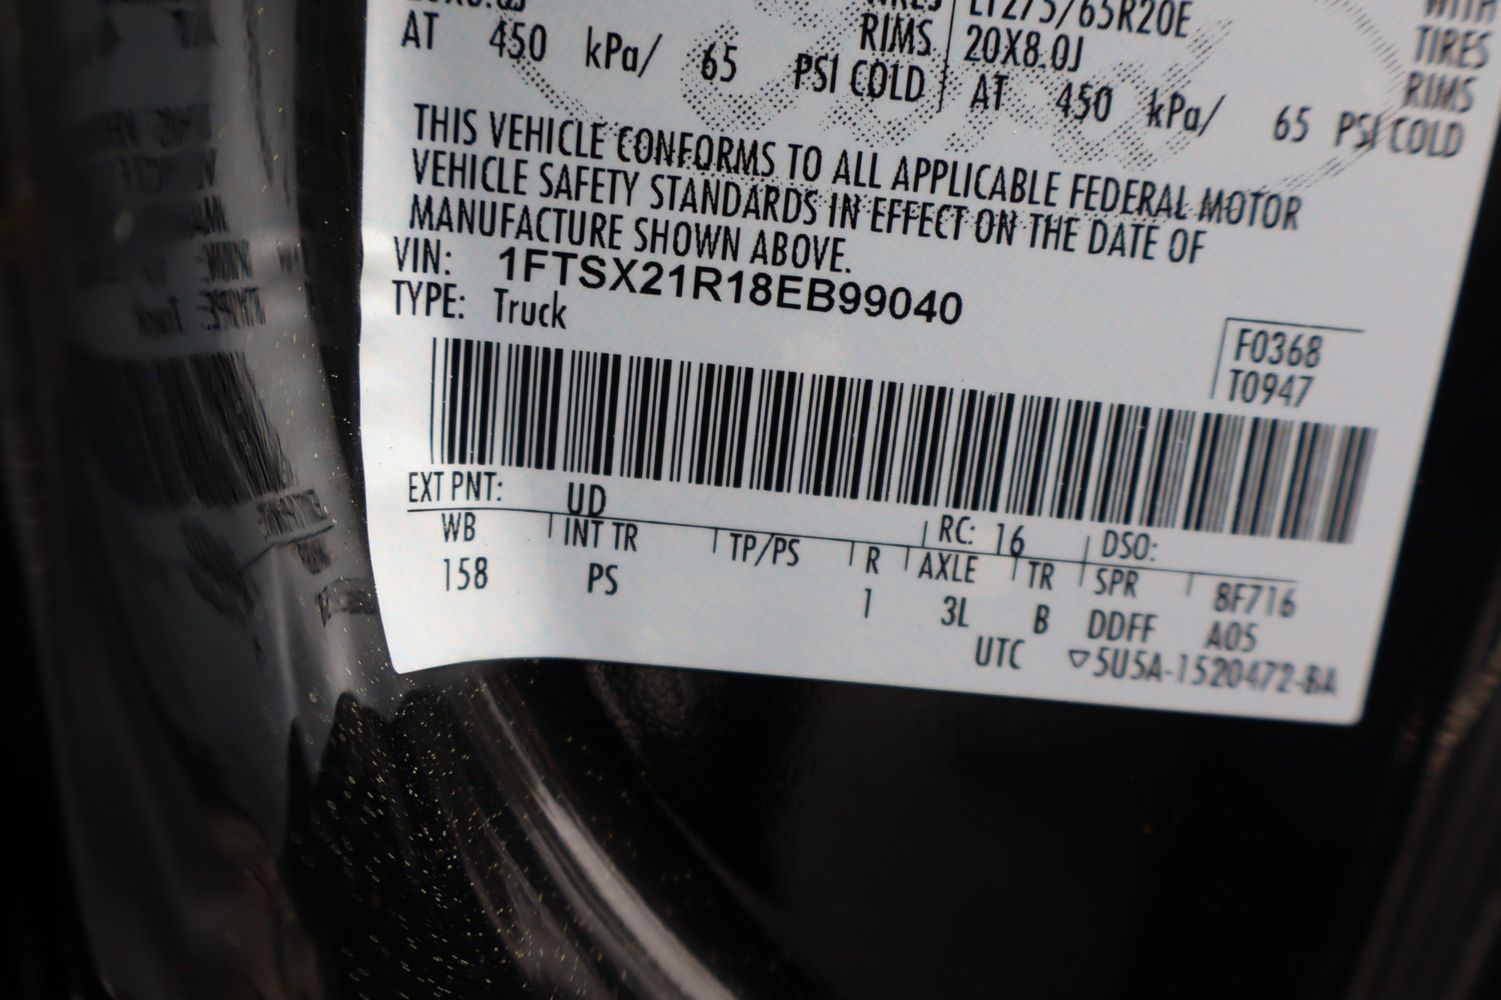 RIMS 20X8.0J
AT 450 kPa/ 65 PSI COLD AT 450 kPa/ 65 PSI COLD
WITH
TIRES
RIMS
LT275/65R20E
THIS VEHICLE CONFORMS TO ALL APPLICABLE FEDERAL MOTOR
VEHICLE SAFETY STANDARDS IN EFFECT ON THE DATE OF
MANUFACTURE SHOWN ABOVE.
VIN: 1FTSX21R18EB99040
TYPE: Truck
F0368
T0947
EXT PNT: UD RC: 16 DSO:
WB INT TR TP/PS R AXLE TR SPR 8F716
158 PS 1 3L B DDFF A05
UTC ▽5U5A-1520472-BA